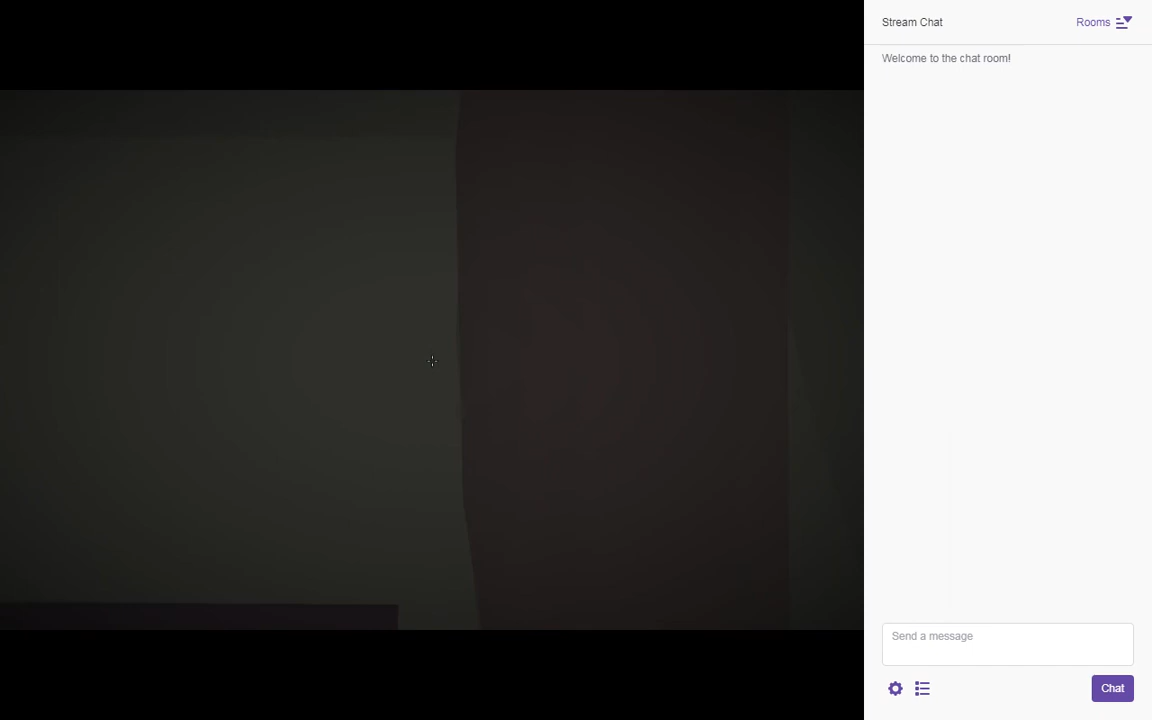 Stream Chat
Rooms
Welcome to the chat room!
Send a message
Chat